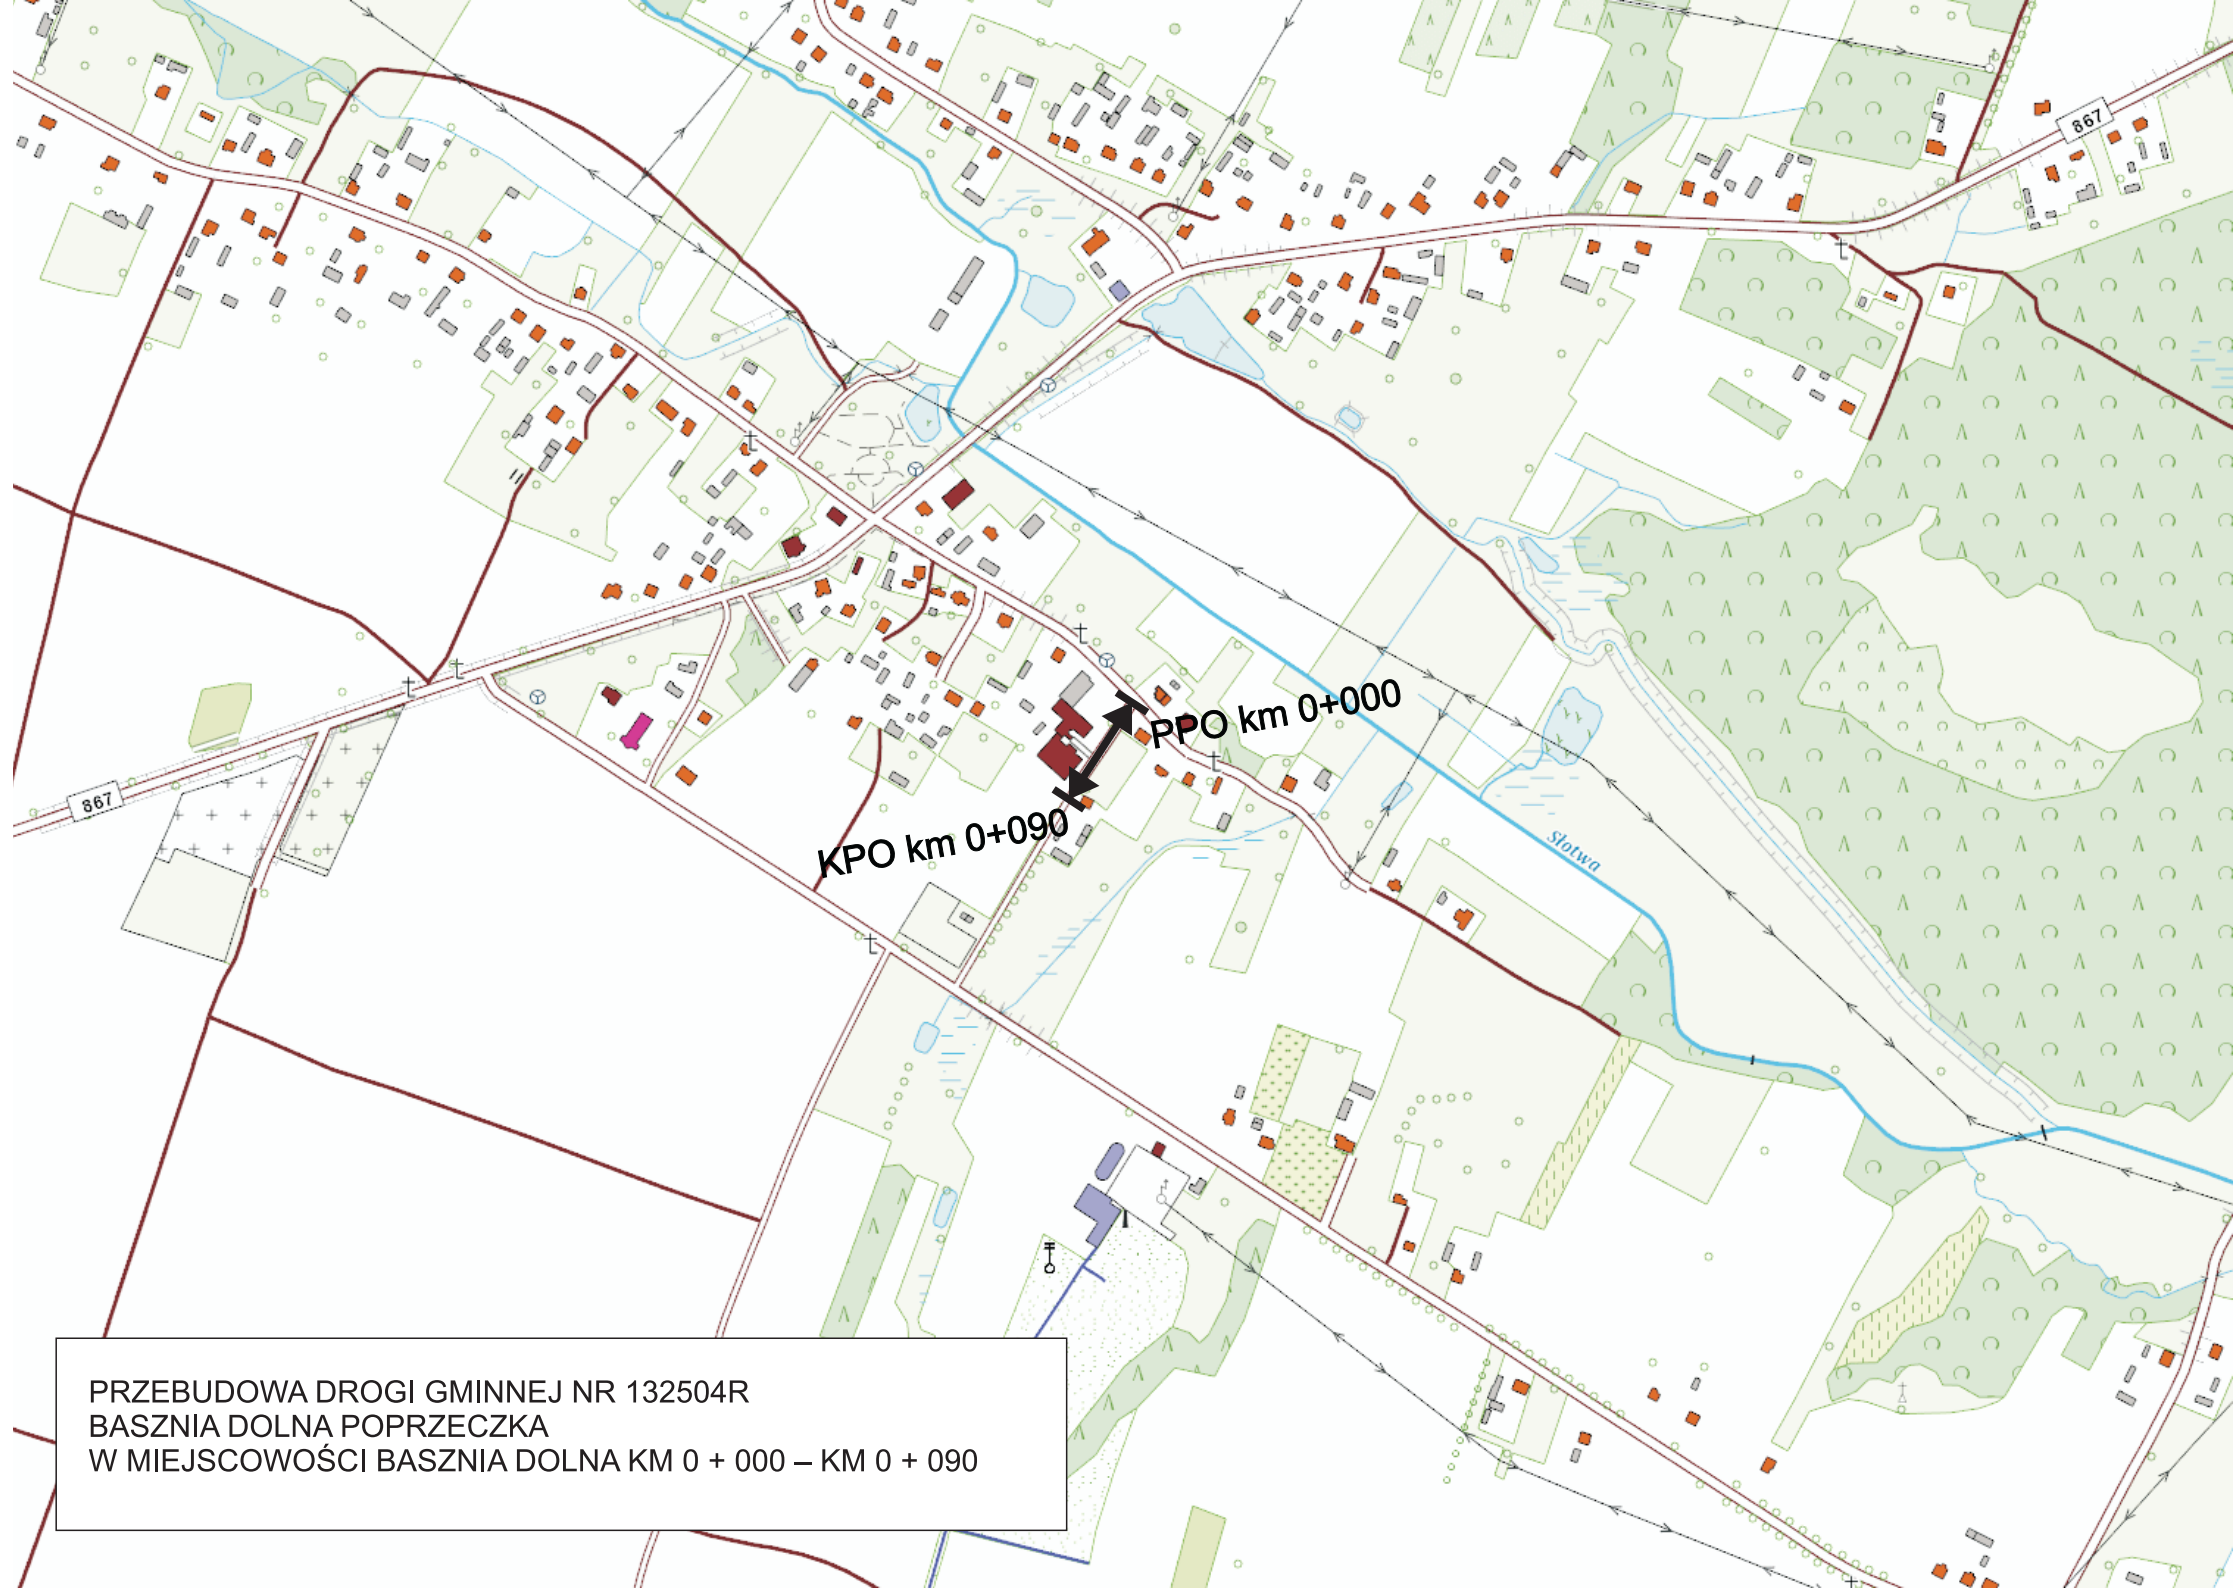 867
PPO km 0+000
KPO km 0+090
867
Słotwa
PRZEBUDOWA DROGI GMINNEJ NR 132504R
BASZNIA DOLNA POPRZECZKA
W MIEJSCOWOŚCI BASZNIA DOLNA KM 0 + 000 – KM 0 + 090